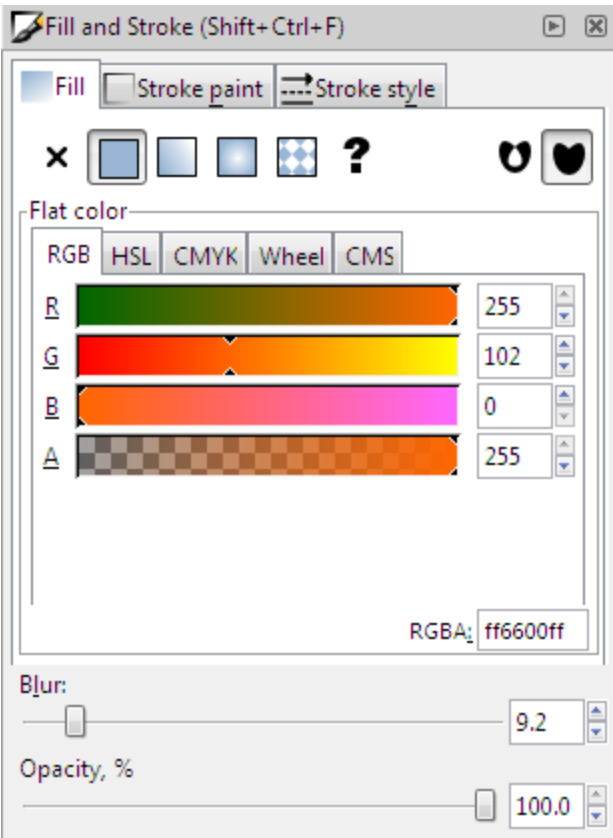 Fill and Stroke (Shift+Ctrl+F)
Fill Stroke paint Stroke style
?
Flat color
RGB HSL CMYK Wheel CMS
R 255
G 102
B 0
A 255
RGBA: ff6600ff
Blur:
9.2
Opacity, %
100.0